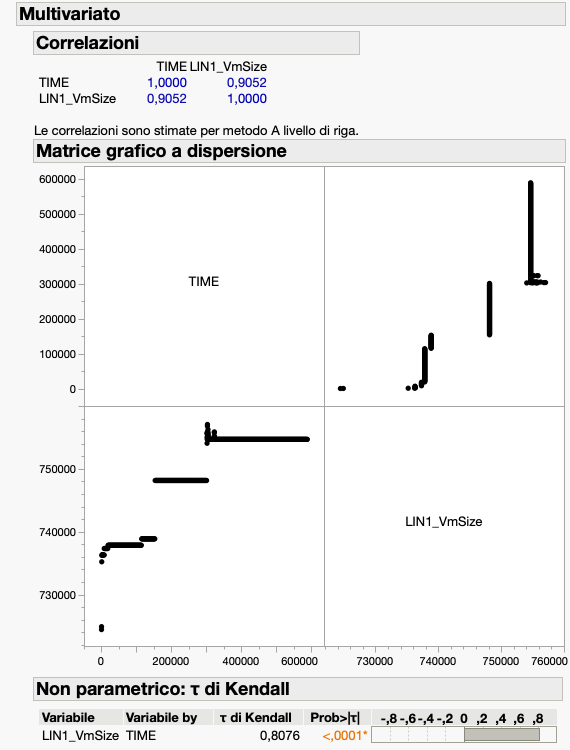 Multivariato
Correlazioni
TIME LIN1_VmSize
TIME 1,0000 0,9052
LIN1_VmSize 0,9052 1,0000
Le correlazioni sono stimate per metodo A livello di riga.
Matrice grafico a dispersione
600000
500000
400000
300000
200000
100000
0
TIME
750000
740000
730000
LIN1_VmSize
0 200000 400000 600000 730000 740000 750000 760000
Non parametrico: τ di Kendall
Variabile Variabile by τ di Kendall Prob>|τ| -,8 -,6 -,4 -,2 0 ,2 ,4 ,6 ,8
LIN1_VmSize TIME 0,8076 <,0001*